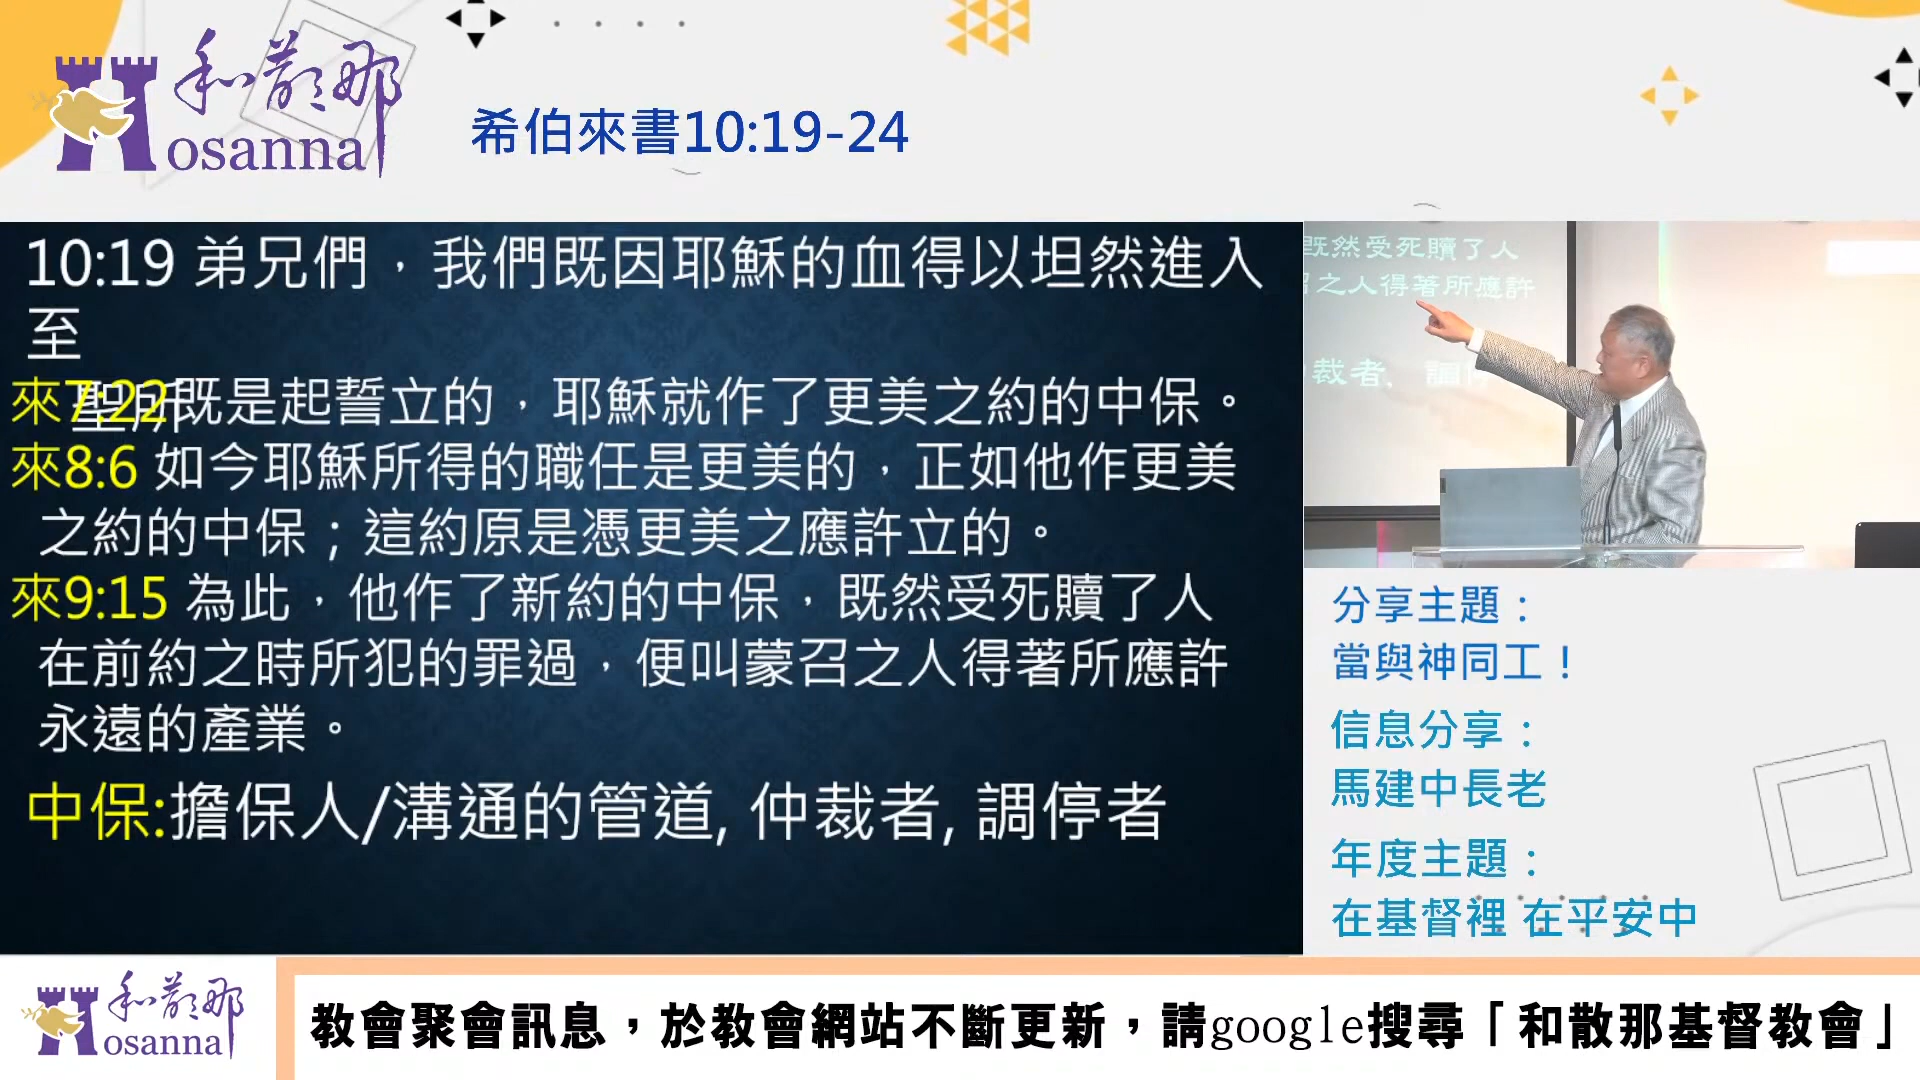 和散那
Hosanna
希伯來書10:19-24
10:19 弟兄們，我們既因耶穌的血得以坦然進入
至
聖所
來7:22既是起誓立的，耶穌就作了更美之約的中保。
來8:6 如今耶穌所得的職任是更美的，正如他作更美
之約的中保；這約原是憑更美之應許立的。
來9:15 為此，他作了新約的中保，既然受死贖了人
在前約之時所犯的罪過，便叫蒙召之人得著所應許
永遠的產業。
中保:擔保人/溝通的管道, 仲裁者, 調停者
既然受死贖了人
召之人得著所應許
裁者, 調停
分享主題：
當與神同工！
信息分享：
馬建中長老
年度主題：
在基督裡 在平安中
和散那
Hosanna
教會聚會訊息，於教會網站不斷更新，請google搜尋「和散那基督教會」